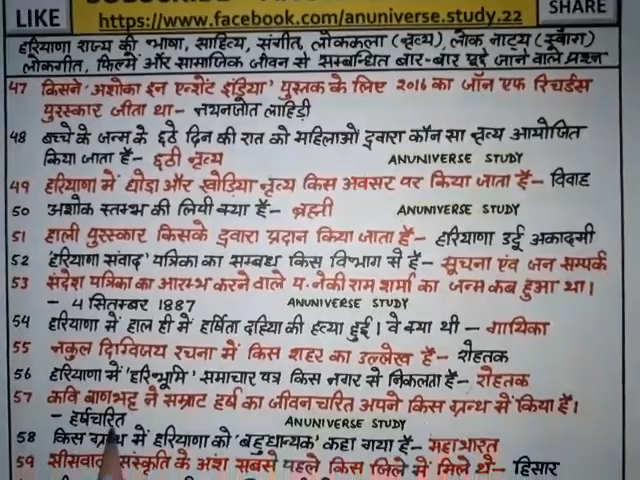 LIKE
https://www.facebook.com/anuniverse.study.22
SHARE
हरियाणा राज्य की भाषा, साहित्य, संगीत, लोककला (नृत्य), लोक नाट्य (स्वांग)
लोकगीत, फिल्में और सामाजिक जीवन से सम्बन्धित बार-बार पूछे जाने वाले प्रश्न
47 किसने 'अशोका इन एन्शेंट इंडिया' पुस्तक के लिए 2016 का जॉन एफ रिचर्डस
पुरस्कार जीता था - नयनजोत लाहिड़ी
48 बच्चे के जन्म के छठे दिन की रात को महिलाओं द्वारा कौन सा नृत्य आयोजित
किया जाता है - छठी नृत्य ANUNIVERSE STUDY
49 हरियाणा में घोड़ा और खोडिया नृत्य किस अवसर पर किया जाता है - विवाह
50 अशोक स्तम्भ की लिपी क्या है - ब्रह्मी ANUNIVERSE STUDY
51 हाली पुरस्कार किसके द्वारा प्रदान किया जाता है - हरियाणा उर्दू अकादमी
52 'हरियाणा संवाद' पत्रिका का सम्बध किस विभाग से है - सूचना एंव जन सम्पर्क
53 संदेश पत्रिका का आरम्भ करने वाले प. नेकी राम शर्मा का जन्म कब हुआ था।
- 4 सितम्बर 1887 ANUNIVERSE STUDY
54 हरियाणा में हाल ही में हर्षिता दहिया की हत्या हुई। वे क्या थी - गायिका
55 नकुल दिग्विजय रचना में किस शहर का उल्लेख है - रोहतक
56 हरियाणा में 'हरिभूमि' समाचार पत्र किस नगर से निकलता है - रोहतक
57 कवि बाणभट्ट ने सम्राट हर्ष का जीवन चरित अपने किस ग्रन्थ में किया है।
- हर्षचरित ANUNIVERSE STUDY
58 किस ग्रन्थ में हरियाणा को 'बहुधान्यक' कहा गया है - महाभारत
59 सीसवाल संस्कृति के अंश सबसे पहले किस जिले में मिले थे - हिसार